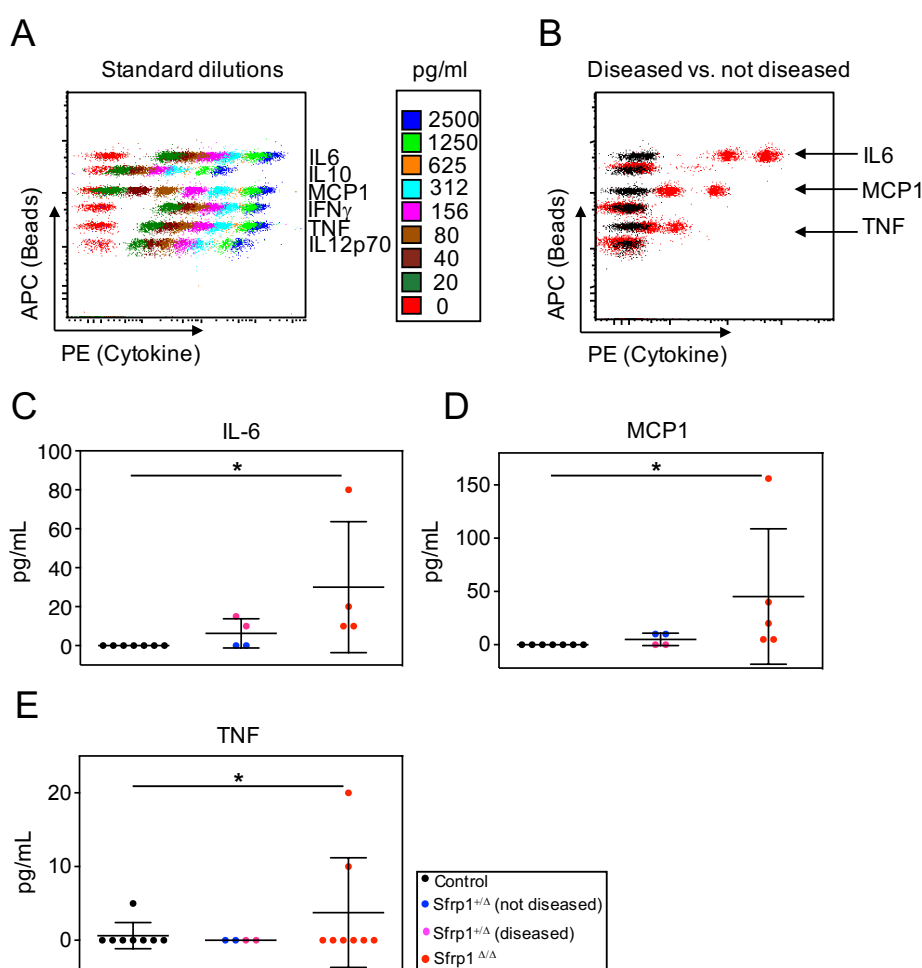 A
Standard dilutions
IL6
IL10
MCP1
IFNγ
TNF
IL12p70
APC (Beads)
PE (Cytokine)
pg/ml
2500
1250
625
312
156
80
40
20
0
B
Diseased vs. not diseased
IL6
MCP1
TNF
APC (Beads)
PE (Cytokine)
C
IL-6
*
pg/mL
100
80
60
40
20
0
D
MCP1
*
pg/mL
150
100
50
0
E
TNF
*
pg/mL
20
10
0
Control
Sfrp1+/Δ (not diseased)
Sfrp1+/Δ (diseased)
Sfrp1 Δ/Δ